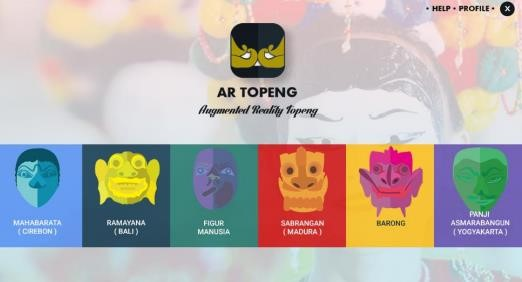 • HELP • PROFILE • X
AR TOPENG
Augmented Reality Topeng
MAHABARATA
( CIREBON )
RAMAYANA
( BALI )
FIGUR
MANUSIA
SABRANGAN
( MADURA )
BARONG
PANJI
ASMARABANGUN
( YOGYAKARTA )